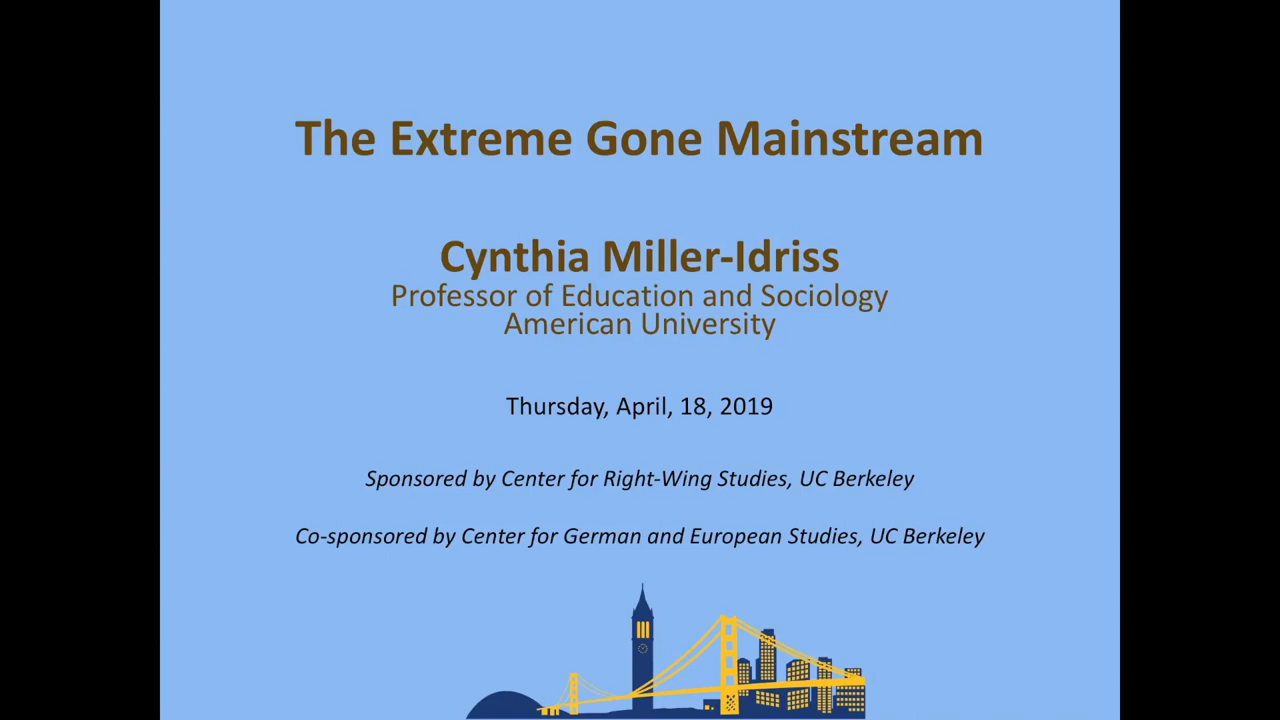 The Extreme Gone Mainstream
Cynthia Miller-Idriss
Professor of Education and Sociology
American University
Thursday, April, 18, 2019
Sponsored by Center for Right-Wing Studies, UC Berkeley
Co-sponsored by Center for German and European Studies, UC Berkeley